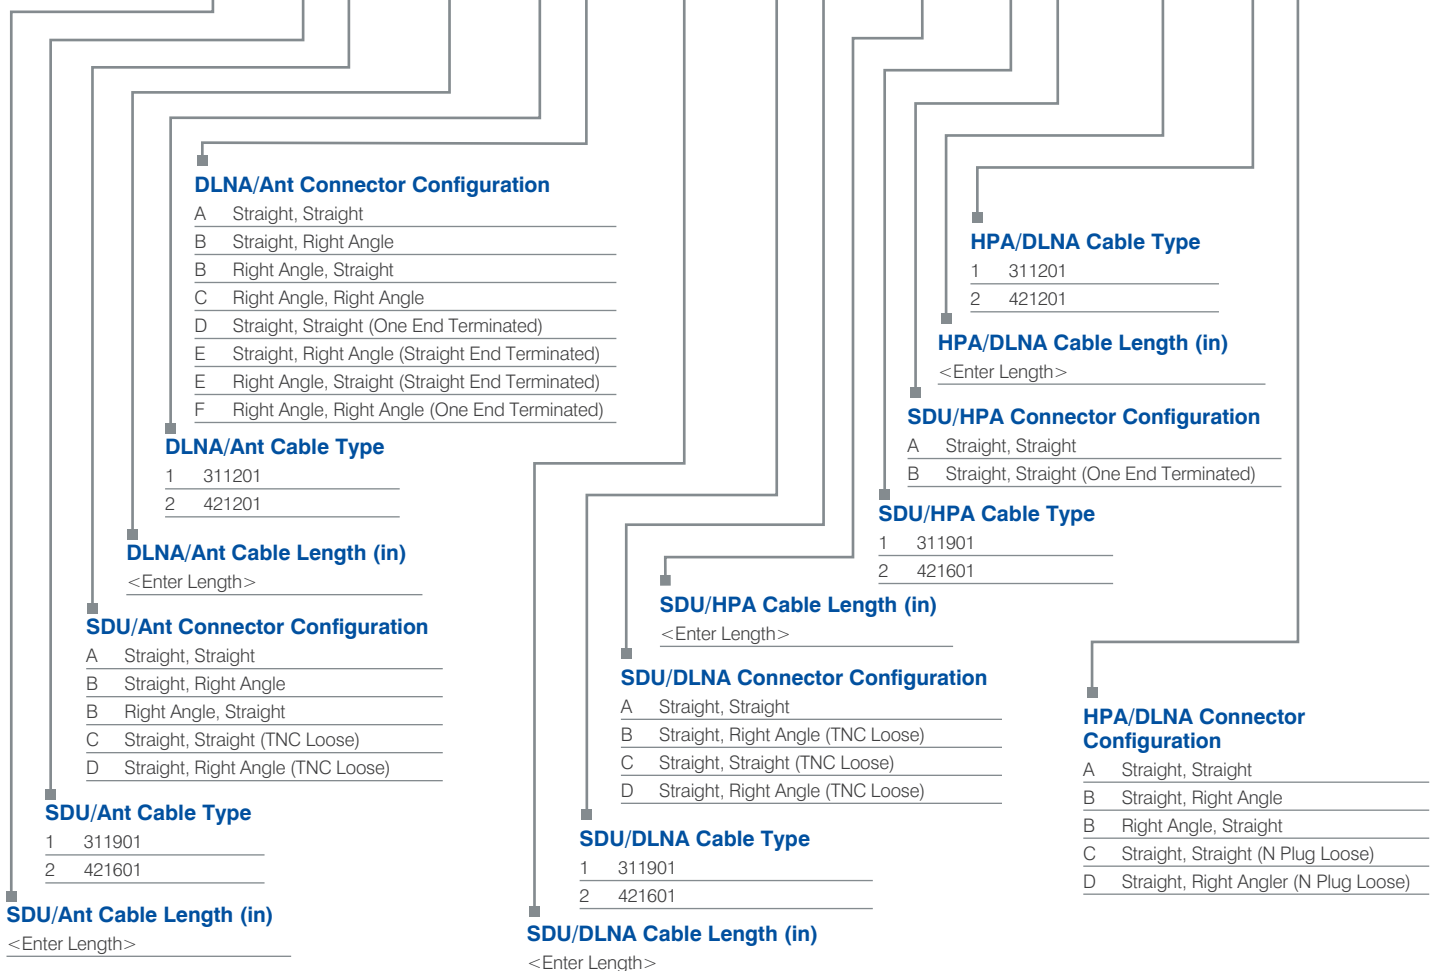 DLNA/Ant Connector Configuration
A Straight, Straight
B Straight, Right Angle
B Right Angle, Straight
C Right Angle, Right Angle
D Straight, Straight (One End Terminated)
E Straight, Right Angle (Straight End Terminated)
E Right Angle, Straight (Straight End Terminated)
F Right Angle, Right Angle (One End Terminated)
DLNA/Ant Cable Type
1 311201
2 421201
DLNA/Ant Cable Length (in)
<Enter Length>
SDU/Ant Connector Configuration
A Straight, Straight
B Straight, Right Angle
B Right Angle, Straight
C Straight, Straight (TNC Loose)
D Straight, Right Angle (TNC Loose)
SDU/Ant Cable Type
1 311901
2 421601
SDU/Ant Cable Length (in)
<Enter Length>
HPA/DLNA Cable Type
1 311201
2 421201
HPA/DLNA Cable Length (in)
<Enter Length>
SDU/HPA Connector Configuration
A Straight, Straight
B Straight, Straight (One End Terminated)
SDU/HPA Cable Type
1 311901
2 421601
SDU/HPA Cable Length (in)
<Enter Length>
SDU/DLNA Connector Configuration
A Straight, Straight
B Straight, Right Angle (TNC Loose)
C Straight, Straight (TNC Loose)
D Straight, Right Angle (TNC Loose)
SDU/DLNA Cable Type
1 311901
2 421601
SDU/DLNA Cable Length (in)
<Enter Length>
HPA/DLNA Connector
Configuration
A Straight, Straight
B Straight, Right Angle
B Right Angle, Straight
C Straight, Straight (N Plug Loose)
D Straight, Right Angler (N Plug Loose)